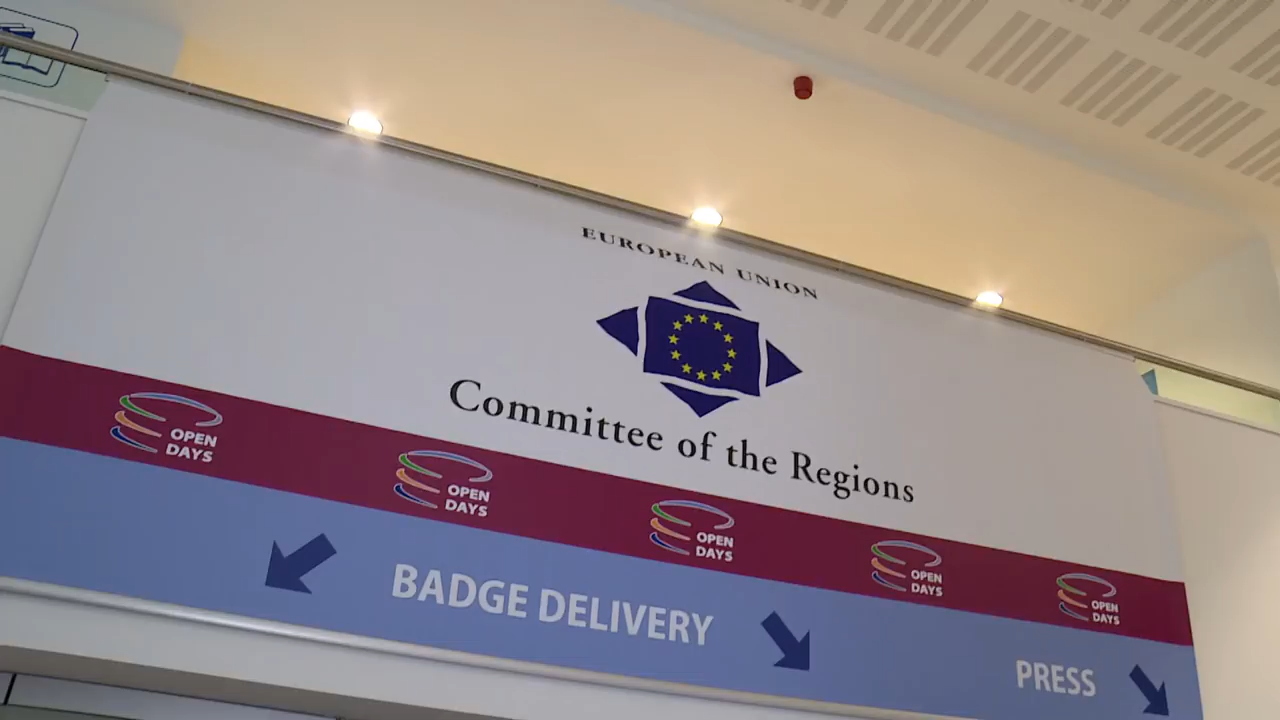 EUROPEAN UNION
Committee of the Regions
OPEN
DAYS
OPEN
DAYS
OPEN
DAYS
OPEN
DAYS
OPEN
DAYS
BADGE DELIVERY
PRESS